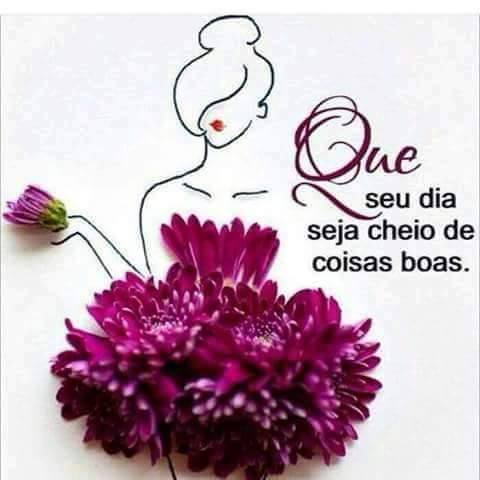 Que
seu dia
seja cheio de
coisas boas.